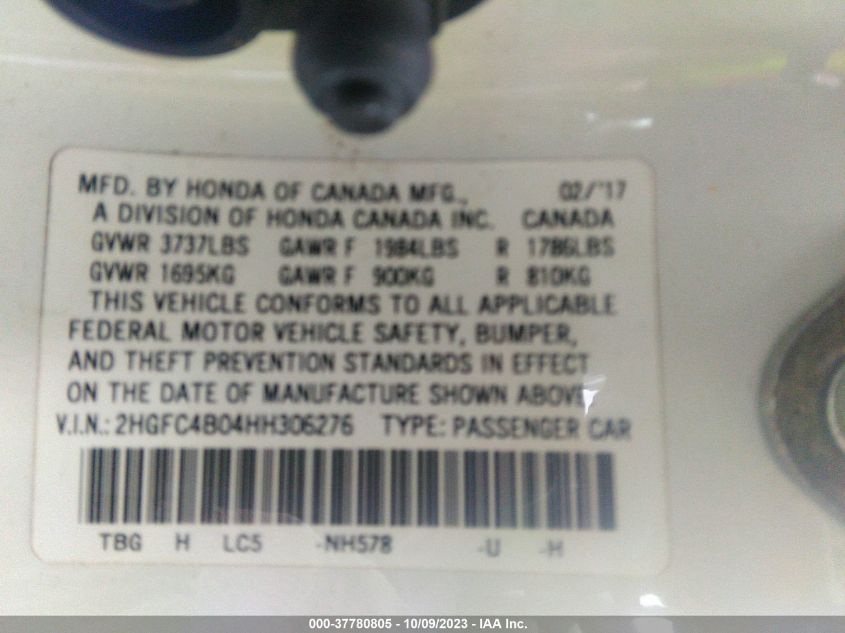 MFD. BY HONDA OF CANADA MFG., 02/'17
A DIVISION OF HONDA CANADA INC. CANADA
GVWR 3737LBS GAWR F 1984LBS R 1786LBS
GVWR 1695KG GAWR F 900KG R 810KG
THIS VEHICLE CONFORMS TO ALL APPLICABLE
FEDERAL MOTOR VEHICLE SAFETY, BUMPER,
AND THEFT PREVENTION STANDARDS IN EFFECT
ON THE DATE OF MANUFACTURE SHOWN ABOVE.
V.I.N.: 2HGFC4B04HH306276 TYPE: PASSENGER CAR
TBG H LC5 -NH578 -U -H
000-37780805 - 10/09/2023 - IAA Inc.